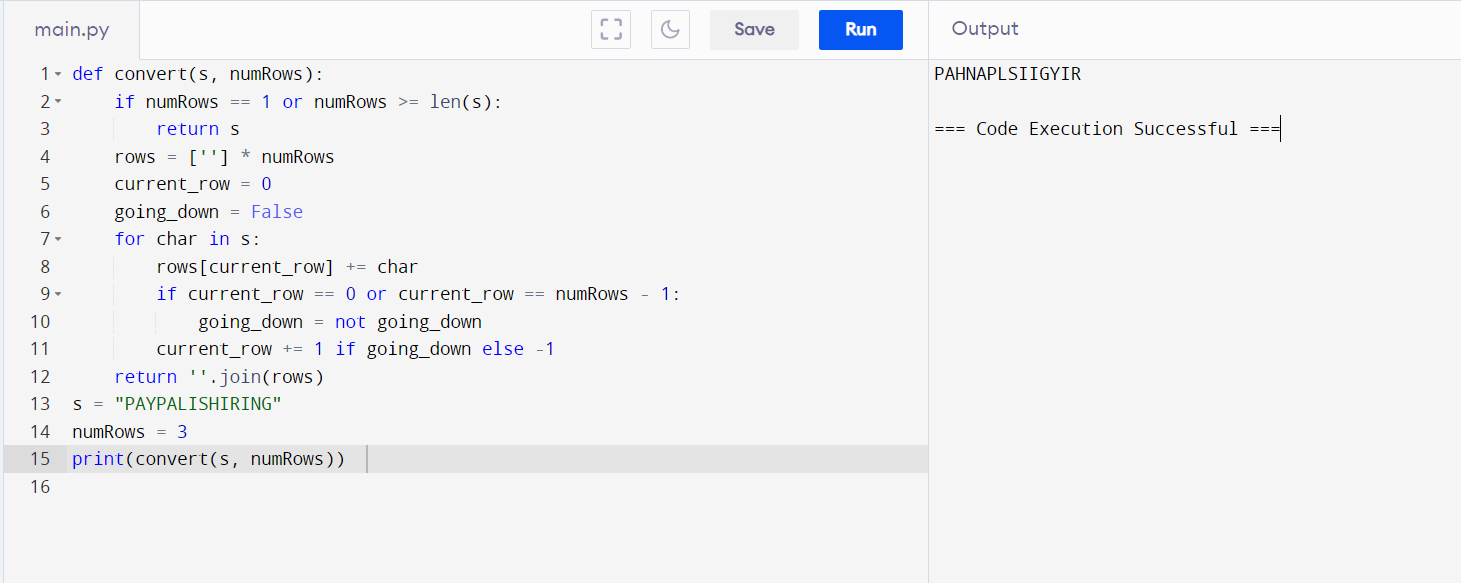 main.py
Save
Run
Output
1 def convert(s, numRows):
2     if numRows == 1 or numRows >= len(s):
3         return s
4     rows = [''] * numRows
5     current_row = 0
6     going_down = False
7     for char in s:
8         rows[current_row] += char
9         if current_row == 0 or current_row == numRows - 1:
10             going_down = not going_down
11         current_row += 1 if going_down else -1
12     return ''.join(rows)
13 s = "PAYPALISHIRING"
14 numRows = 3
15 print(convert(s, numRows))
16
PAHNAPLSIIGYIR
=== Code Execution Successful ===